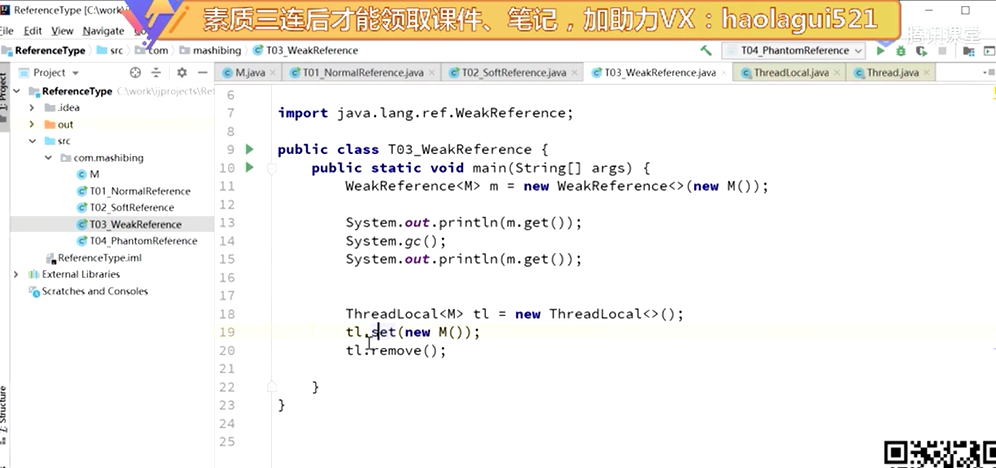 素质三连后才能领取课件、笔记，加助力VX：haolagui521
腾讯课堂
ReferenceType [C:\work\
File Edit View Navigate
ReferenceType src com mashibing T03_WeakReference T04_PhantomReference
Project
M.java T01_NormalReference.java T02_SoftReference.java T03_WeakReference.java ThreadLocal.java Thread.java
1: Project
ReferenceType C:\work\ijprojects\Ref
.idea
out
src
com.mashibing
M
T01_NormalReference
T02_SoftReference
T03_WeakReference
T04_PhantomReference
ReferenceType.iml
External Libraries
Scratches and Consoles
Structure
6
7 import java.lang.ref.WeakReference;
8
9 public class T03_WeakReference {
10 public static void main(String[] args) {
11 WeakReference<M> m = new WeakReference<>(new M());
12
13 System.out.println(m.get());
14 System.gc();
15 System.out.println(m.get());
16
17
18 ThreadLocal<M> tl = new ThreadLocal<>();
19 tl.set(new M());
20 tl.remove();
21
22 }
23 }
24
25